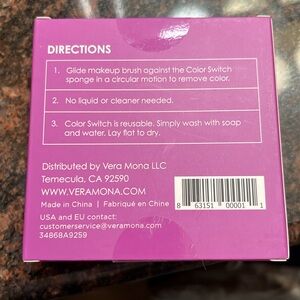 DIRECTIONS
1. Glide makeup brush against the Color Switch
sponge in a circular motion to remove color.
2. No liquid or cleaner needed.
3. Color Switch is reusable. Simply wash with soap
and water. Lay flat to dry.
Distributed by Vera Mona LLC
Temecula, CA 92590
WWW.VERAMONA.COM
Made in China | Fabriqué en Chine
USA and EU contact:
customerservice@veramona.com
34868A9259
8 63151 00001 1